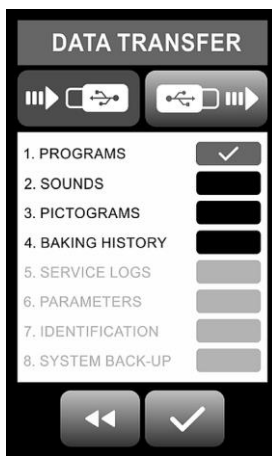 DATA TRANSFER
1. PROGRAMS
2. SOUNDS
3. PICTOGRAMS
4. BAKING HISTORY
5. SERVICE LOGS
6. PARAMETERS
7. IDENTIFICATION
8. SYSTEM BACK-UP